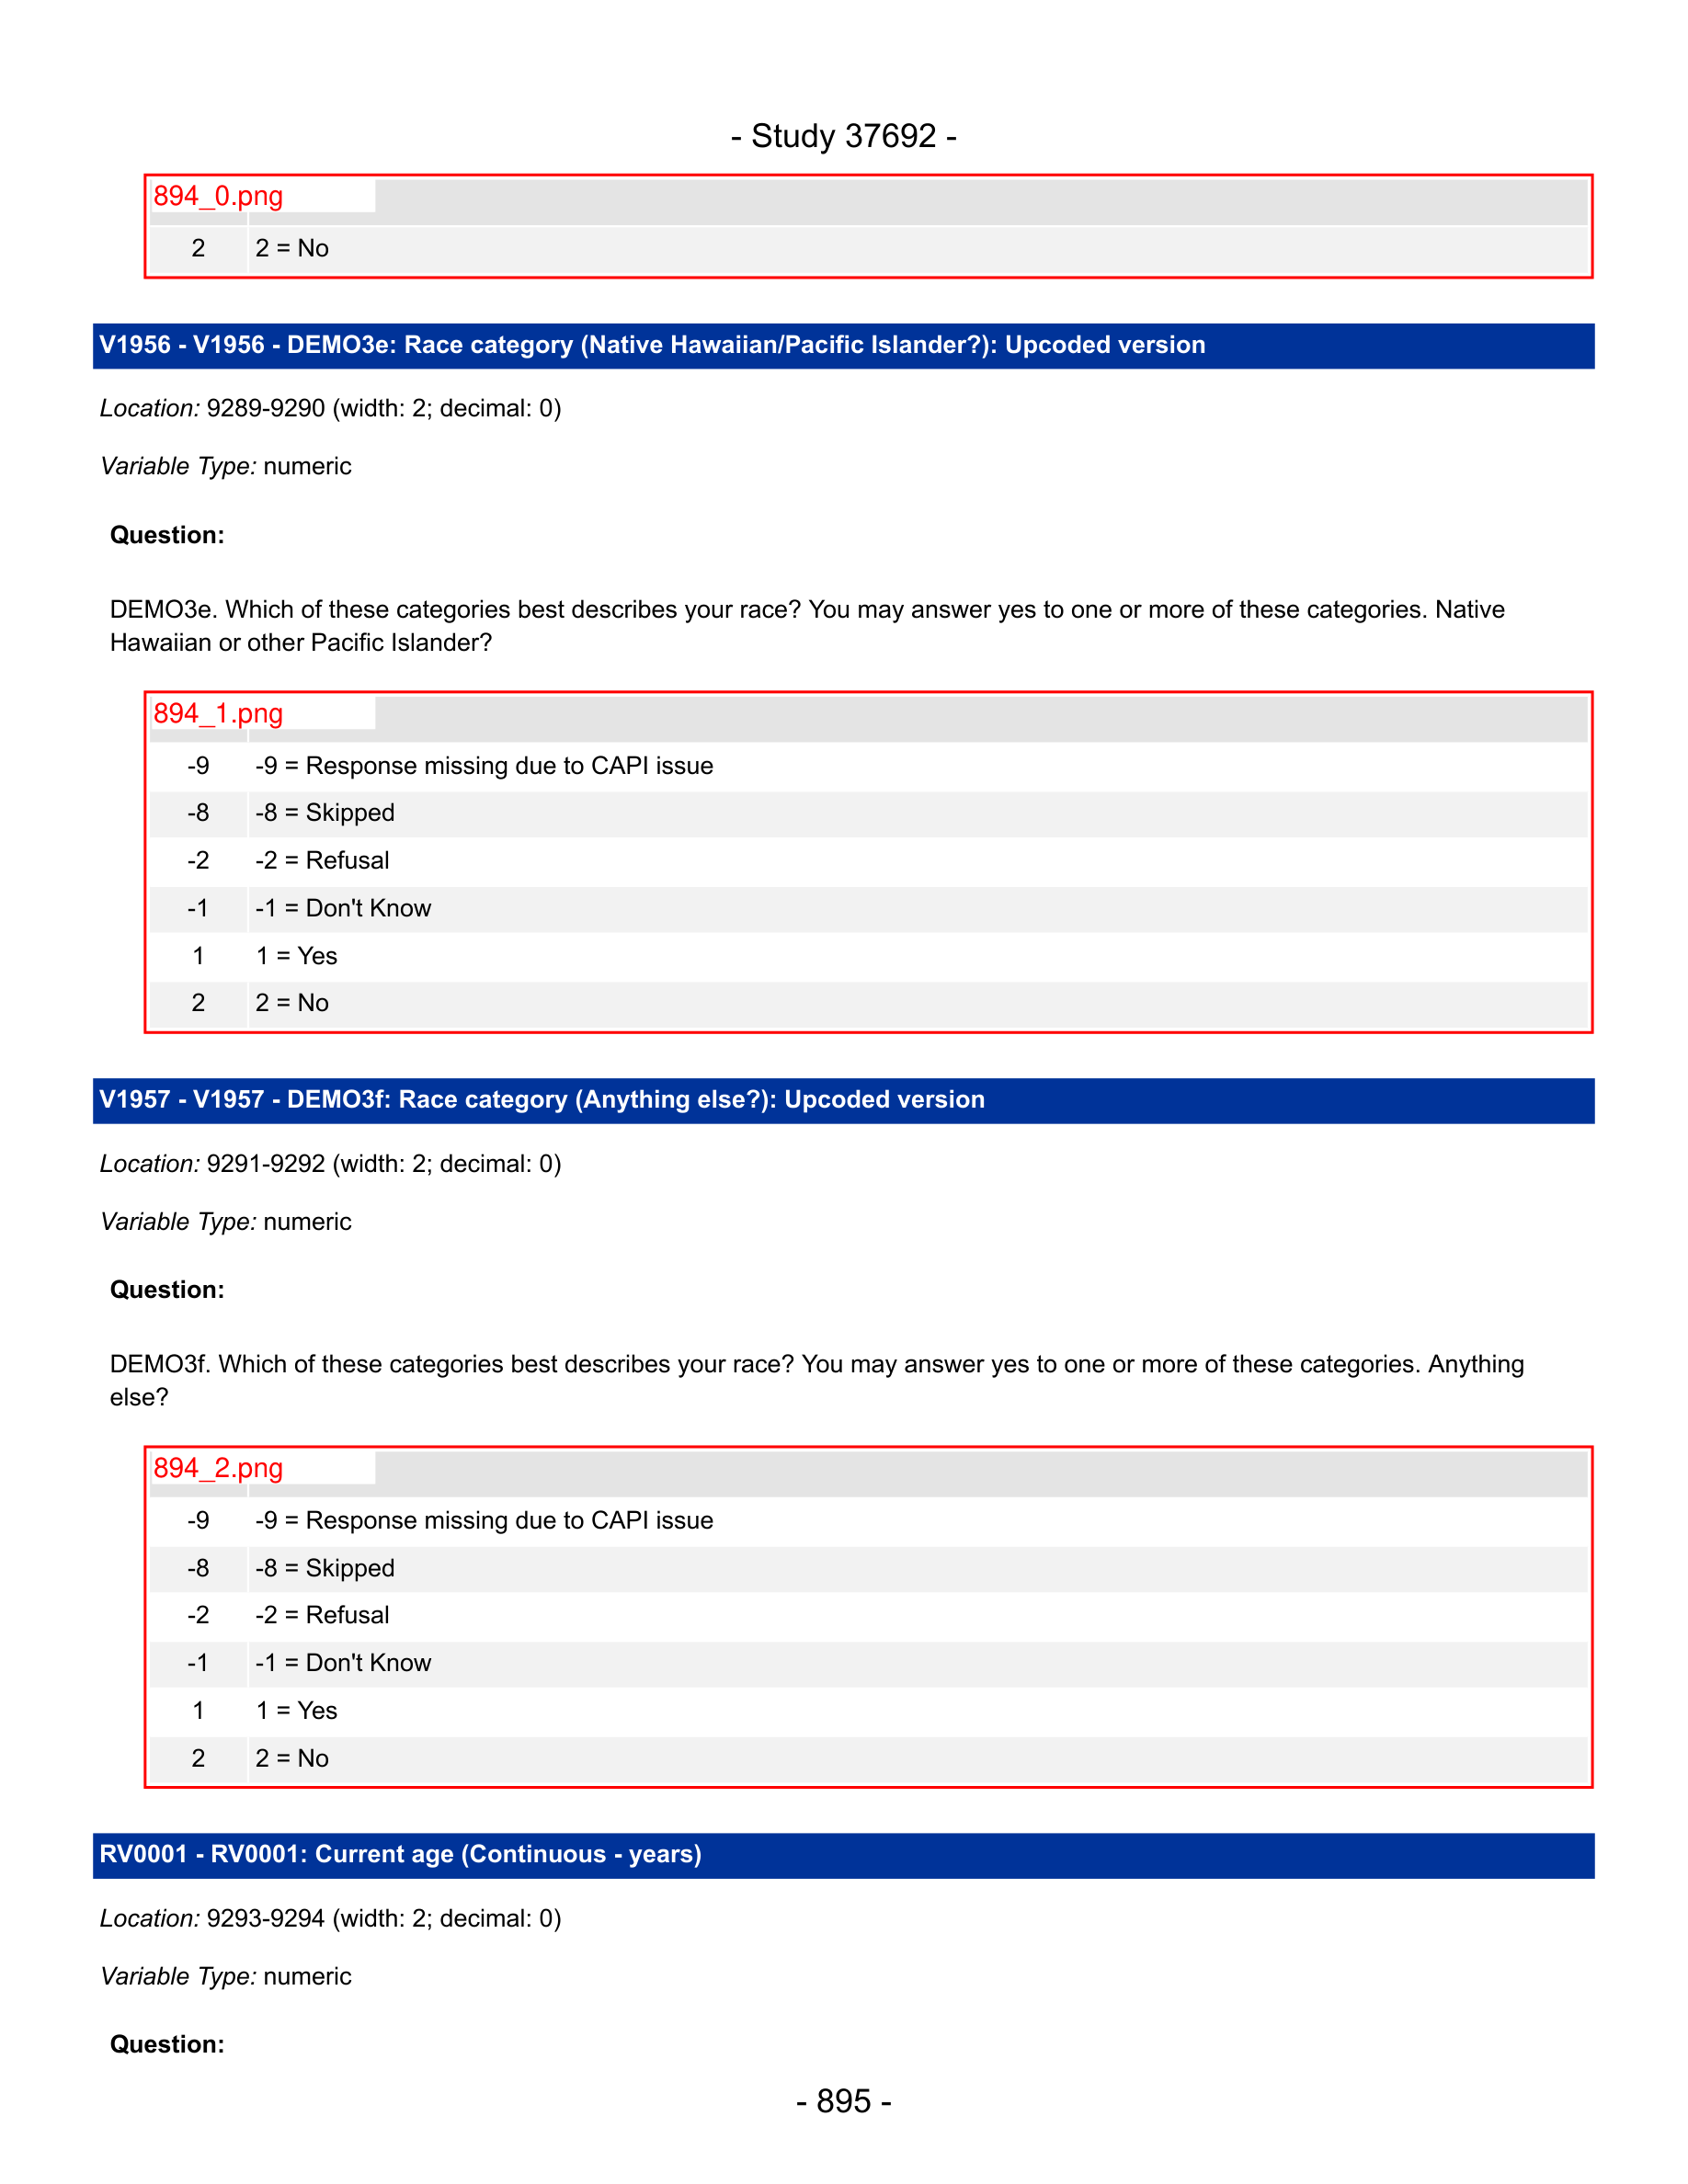 - Study 37692 -
894_0.png
2 2 = No
V1956 - V1956 - DEMO3e: Race category (Native Hawaiian/Pacific Islander?): Upcoded version
Location: 9289-9290 (width: 2; decimal: 0)
Variable Type: numeric
Question:
DEMO3e. Which of these categories best describes your race? You may answer yes to one or more of these categories. Native
Hawaiian or other Pacific Islander?
894_1.png
-9 -9 = Response missing due to CAPI issue
-8 -8 = Skipped
-2 -2 = Refusal
-1 -1 = Don't Know
1 1 = Yes
2 2 = No
V1957 - V1957 - DEMO3f: Race category (Anything else?): Upcoded version
Location: 9291-9292 (width: 2; decimal: 0)
Variable Type: numeric
Question:
DEMO3f. Which of these categories best describes your race? You may answer yes to one or more of these categories. Anything
else?
894_2.png
-9 -9 = Response missing due to CAPI issue
-8 -8 = Skipped
-2 -2 = Refusal
-1 -1 = Don't Know
1 1 = Yes
2 2 = No
RV0001 - RV0001: Current age (Continuous - years)
Location: 9293-9294 (width: 2; decimal: 0)
Variable Type: numeric
Question:
- 895 -